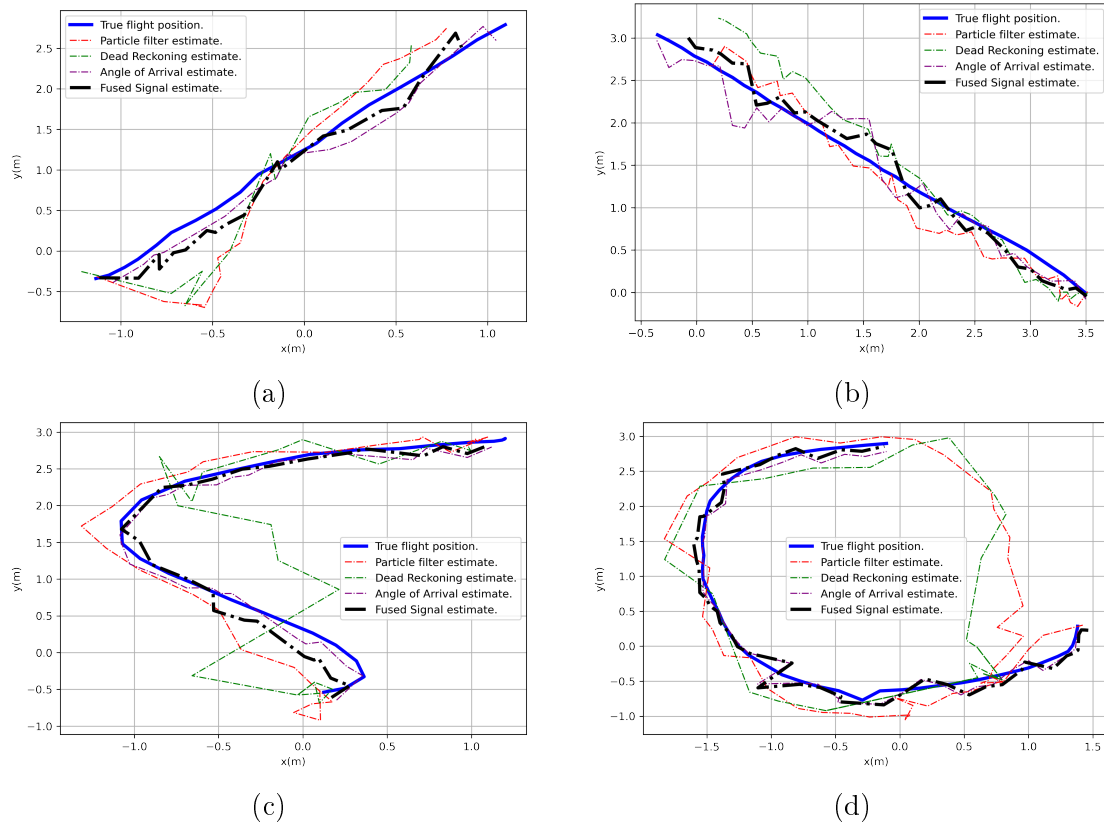 True flight position.
Particle filter estimate.
Dead Reckoning estimate.
Angle of Arrival estimate.
Fused Signal estimate.
2.5
2.0
1.5
1.0
0.5
0.0
−0.5
y(m)
−1.0 −0.5 0.0 0.5 1.0
x(m)
(a)
True flight position.
Particle filter estimate.
Dead Reckoning estimate.
Angle of Arrival estimate.
Fused Signal estimate.
3.0
2.5
2.0
1.5
1.0
0.5
0.0
y(m)
−0.5 0.0 0.5 1.0 1.5 2.0 2.5 3.0 3.5
x(m)
(b)
3.0
2.5
2.0
1.5
1.0
0.5
0.0
−0.5
−1.0
y(m)
True flight position.
Particle filter estimate.
Dead Reckoning estimate.
Angle of Arrival estimate.
Fused Signal estimate.
−1.0 −0.5 0.0 0.5 1.0
x(m)
(c)
3.0
2.5
2.0
1.5
1.0
0.5
0.0
−0.5
−1.0
y(m)
True flight position.
Particle filter estimate.
Dead Reckoning estimate.
Angle of Arrival estimate.
Fused Signal estimate.
−1.5 −1.0 −0.5 0.0 0.5 1.0 1.5
x(m)
(d)